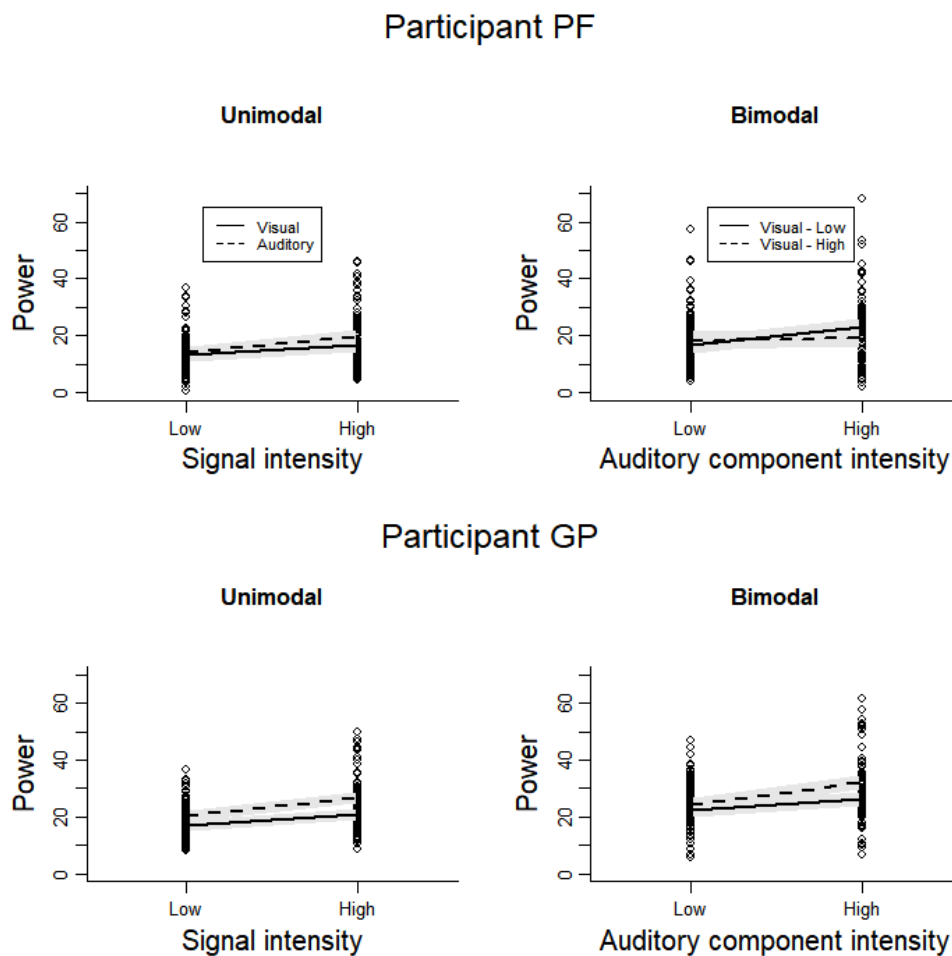 Participant PF
Unimodal
Bimodal
60
40
20
0
Power
Visual
Auditory
Low
High
Signal intensity
60
40
20
0
Power
Visual - Low
Visual - High
Low
High
Auditory component intensity
Participant GP
Unimodal
Bimodal
60
40
20
0
Power
Low
High
Signal intensity
60
40
20
0
Power
Low
High
Auditory component intensity